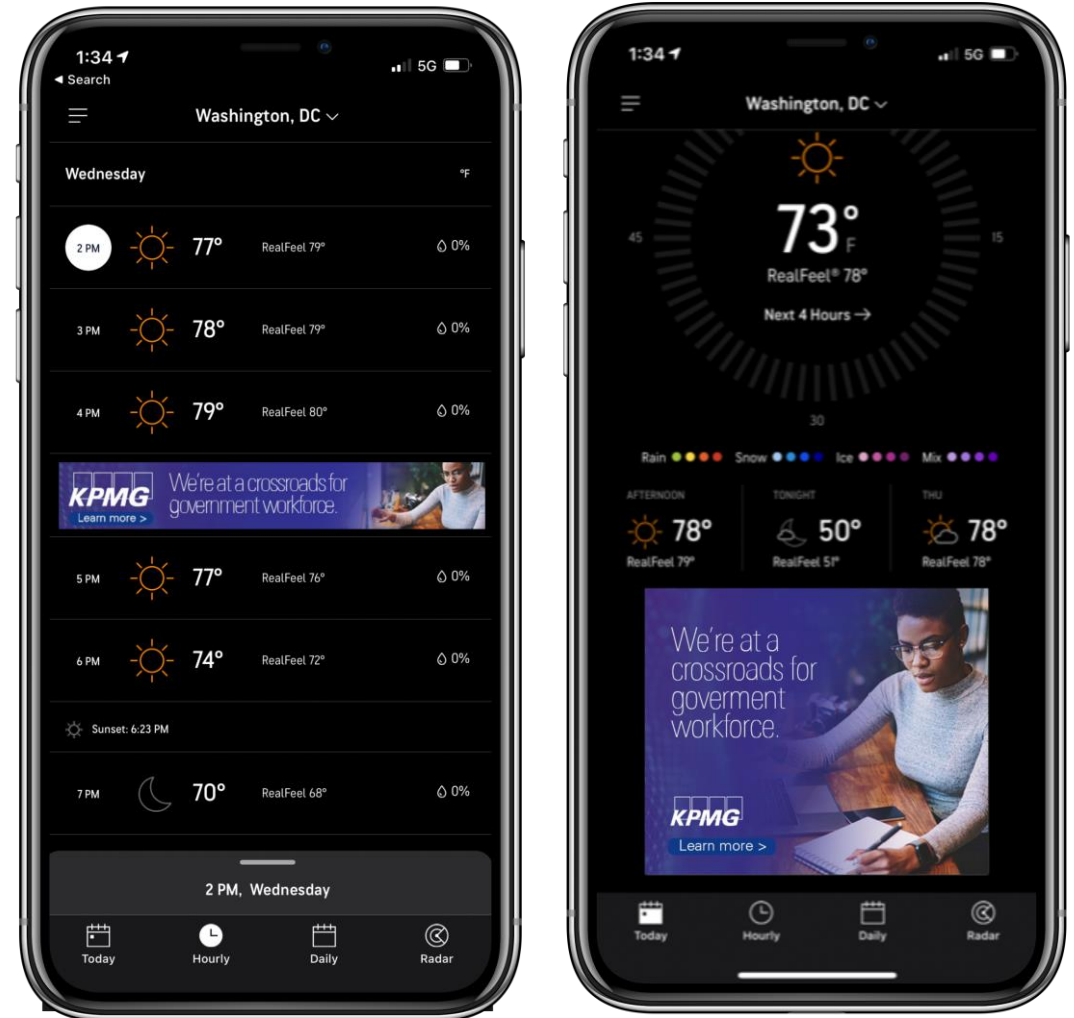 1:34
5G
◀ Search
Washington, DC
Wednesday
°F
2 PM 77° RealFeel 79° 0%
3 PM 78° RealFeel 79° 0%
4 PM 79° RealFeel 80° 0%
KPMG
Learn more >
We're at a
crossroads for
government workforce.
5 PM 77° RealFeel 76° 0%
6 PM 74° RealFeel 72° 0%
Sunset: 6:23 PM
7 PM 70° RealFeel 68° 0%
2 PM, Wednesday
Today Hourly Daily Radar
1:34
5G
Washington, DC
73° F
45
15
RealFeel® 78°
Next 4 Hours →
30
Rain Snow Ice Mix
AFTERNOON TONIGHT THU
78° 50° 78°
RealFeel 79° RealFeel 51° RealFeel 78°
We're at a
crossroads for
goverment
workforce.
KPMG
Learn more >
Today Hourly Daily Radar